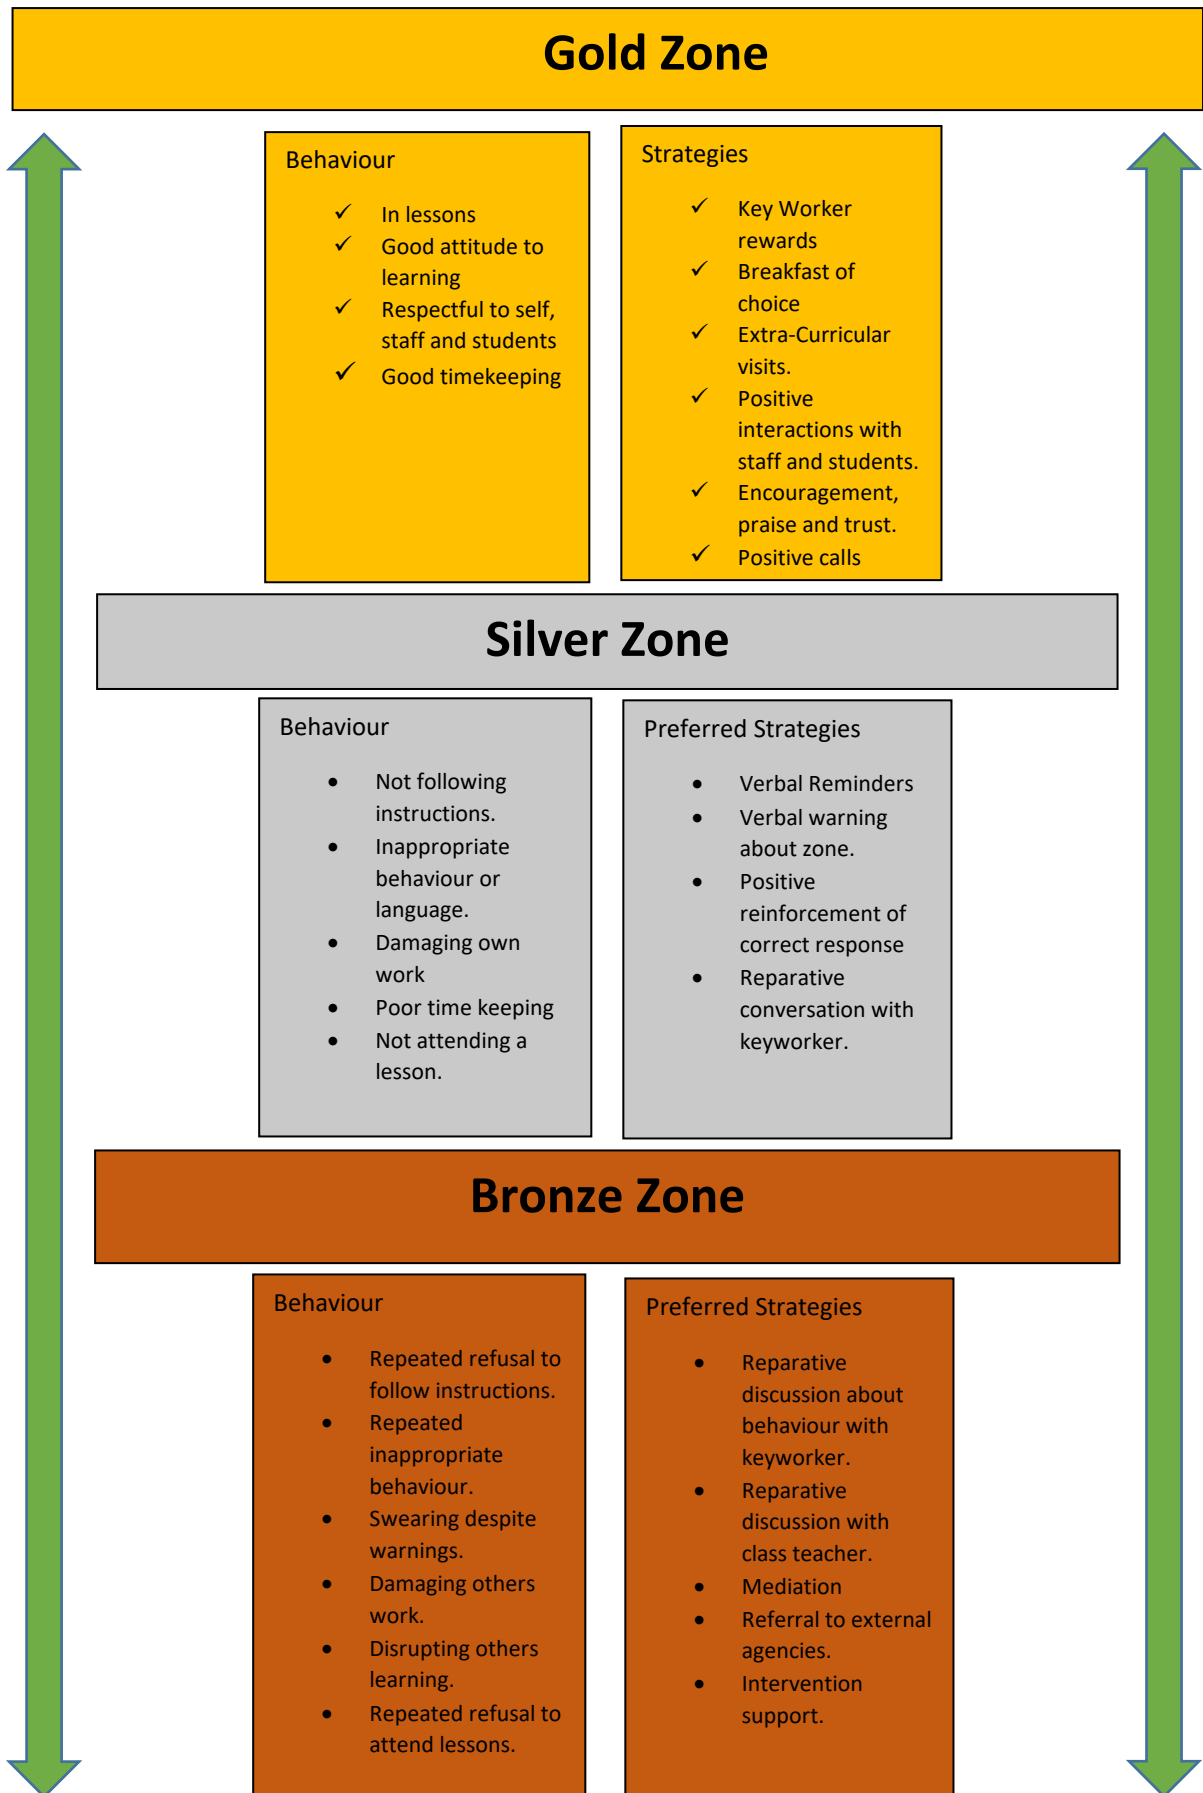 Gold Zone
Behaviour
✓ In lessons
✓ Good attitude to
learning
✓ Respectful to self,
staff and students
✓ Good timekeeping
Strategies
✓ Key Worker
rewards
✓ Breakfast of
choice
✓ Extra-Curricular
visits.
✓ Positive
interactions with
staff and students.
✓ Encouragement,
praise and trust.
✓ Positive calls
Silver Zone
Behaviour
• Not following
instructions.
• Inappropriate
behaviour or
language.
• Damaging own
work
• Poor time keeping
• Not attending a
lesson.
Preferred Strategies
• Verbal Reminders
• Verbal warning
about zone.
• Positive
reinforcement of
correct response
• Reparative
conversation with
keyworker.
Bronze Zone
Behaviour
• Repeated refusal to
follow instructions.
• Repeated
inappropriate
behaviour.
• Swearing despite
warnings.
• Damaging others
work.
• Disrupting others
learning.
• Repeated refusal to
attend lessons.
Preferred Strategies
• Reparative
discussion about
behaviour with
keyworker.
• Reparative
discussion with
class teacher.
• Mediation
• Referral to external
agencies.
• Intervention
support.